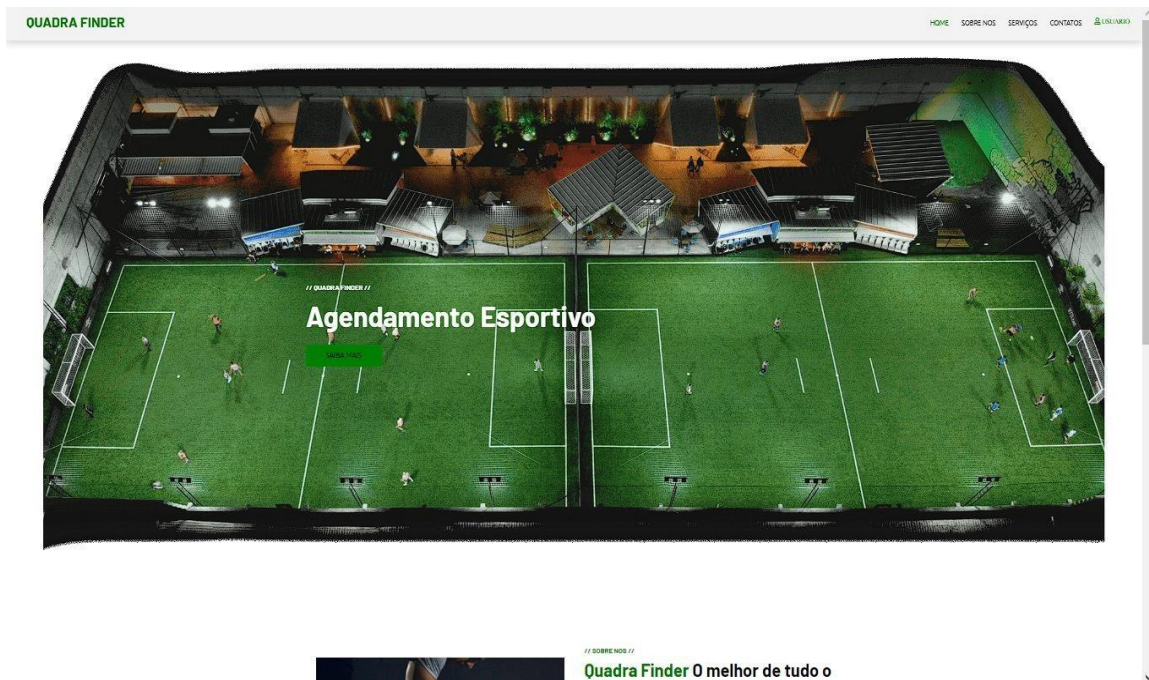 QUADRA FINDER
HOME SOBRE NOS SERVIÇOS CONTATOS USUARIO
// QUADRA FINDER //
Agendamento Esportivo
SAIBA MAIS
// SOBRE NOS //
Quadra Finder O melhor de tudo o